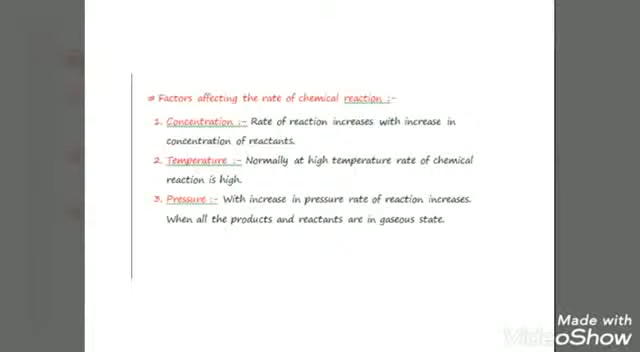 ⇒ Factors affecting the rate of chemical reaction :-
1. Concentration :- Rate of reaction increases with increase in
concentration of reactants.
2. Temperature :- Normally at high temperature rate of chemical
reaction is high.
3. Pressure :- With increase in pressure rate of reaction increases.
When all the products and reactants are in gaseous state.
Made with
VideoShow